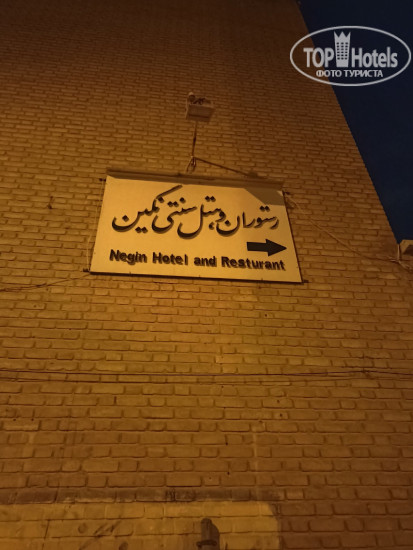 TOP Hotels
ФОТО ТУРИСТА
رستوران و هتل سنتی نگین
Negin Hotel and Resturant